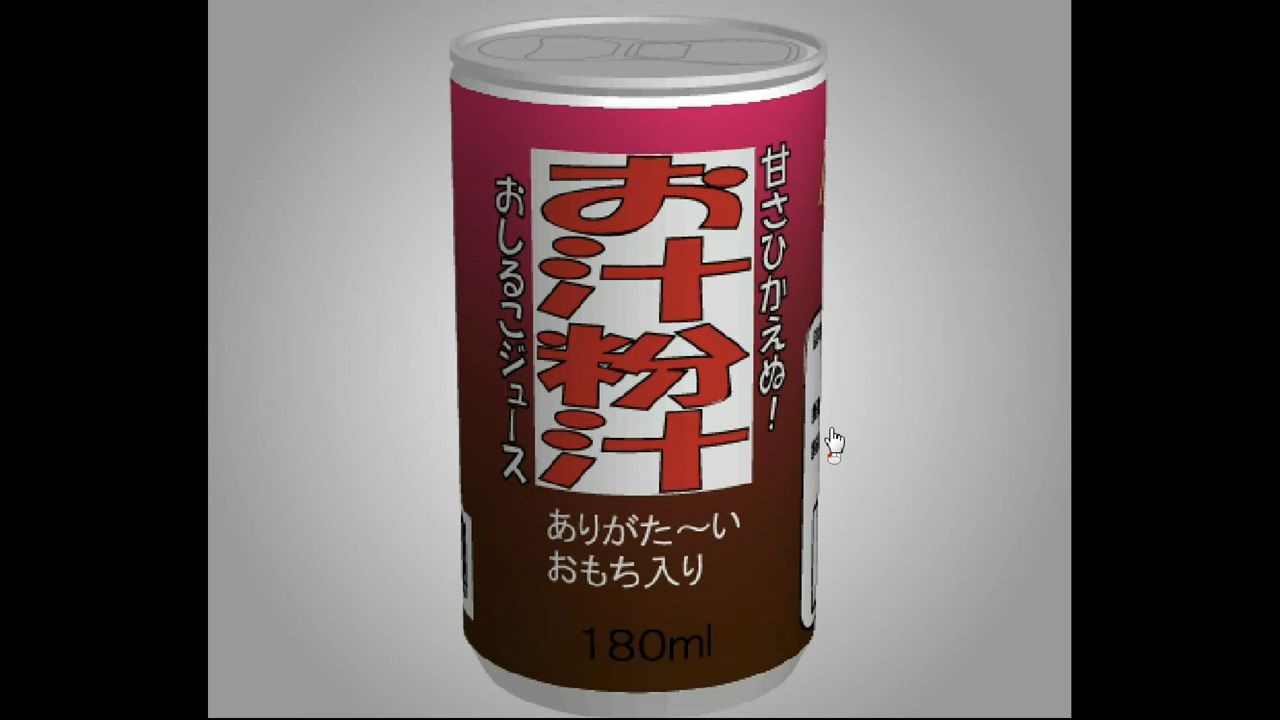 甘さひかえぬ！
お汁粉汁
おしるこジュース
ありがた～い
おもち入り
180ml